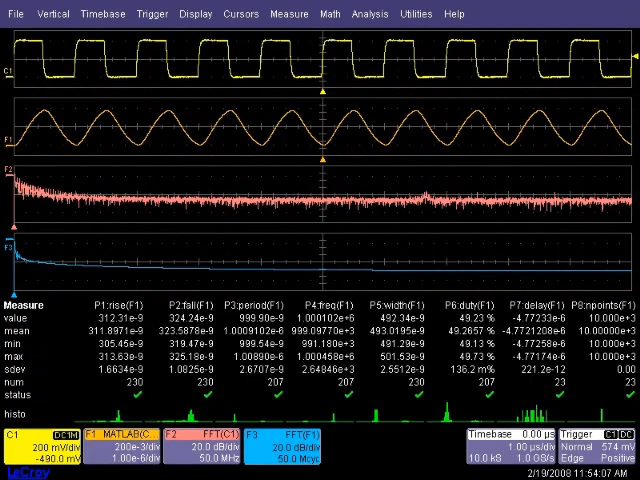 File Vertical Timebase Trigger Display Cursors Measure Math Analysis Utilities Help
C1
F1
F2
F3
Measure P1:rise(F1) P2:fall(F1) P3:period(F1) P4:freq(F1) P5:width(F1) P6:duty(F1) P7:delay(F1) P8:npoints(F1)
value 312.31e-9 324.24e-9 999.90e-9 1.000102e+6 492.34e-9 49.23 % -4.77233e-6 10.000e+3
mean 311.8971e-9 323.5878e-9 1.0009102e-6 999.09770e+3 493.0195e-9 49.2657 % -4.7721208e-6 10.00000e+3
min 305.45e-9 319.47e-9 999.54e-9 991.180e+3 491.29e-9 49.13 % -4.77258e-6 10.000e+3
max 313.63e-9 325.18e-9 1.00890e-6 1.000458e+6 501.53e-9 49.73 % -4.77174e-6 10.000e+3
sdev 1.6634e-9 1.0825e-9 2.6707e-9 2.64846e+3 2.5512e-9 136.2 m% 221.2e-12 0.00
num 230 230 207 207 230 207 23 23
status
histo
C1 DC1M
200 mV/div
-490.0 mV
F1 MATLAB(C...
200e-3/div
1.00e-6/div
F2 FFT(C1)
20.0 dB/div
50.0 MHz
F3 FFT(F1)
20.0 dB/div
50.0 Mcyc
Timebase 0.00 µs
1.00 µs/div
10.0 kS 1.0 GS/s
Trigger C1 DC
Normal 574 mV
Edge Positive
LeCroy
2/19/2008 11:54:07 AM